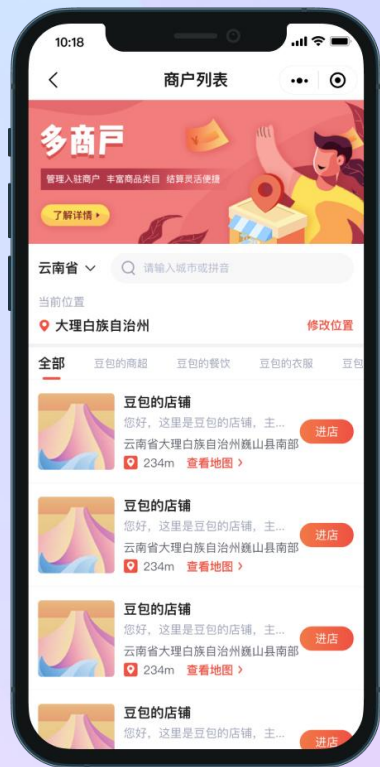 10:18
商户列表
多商戸
管理入驻商户 丰富商品类目 结算灵活便捷
了解详情
云南省
请输入城市或拼音
当前位置
大理白族自治州
修改位置
全部 豆包的商超 豆包的餐饮 豆包的衣服 豆包
豆包的店铺
您好，这里是豆包的店铺，主...
进店
云南省大理白族自治州巍山县南部
234m 查看地图
豆包的店铺
您好，这里是豆包的店铺，主...
进店
云南省大理白族自治州巍山县南部
234m 查看地图
豆包的店铺
您好，这里是豆包的店铺，主...
进店
云南省大理白族自治州巍山县南部
234m 查看地图
豆包的店铺
您好，这里是豆包的店铺，主...
进店